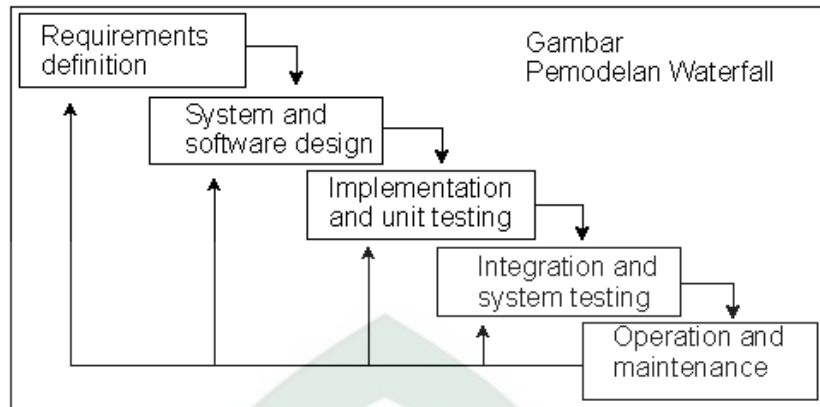 Requirements
definition
Gambar
Pemodelan Waterfall
System and
software design
Implementation
and unit testing
Integration and
system testing
Operation and
maintenance